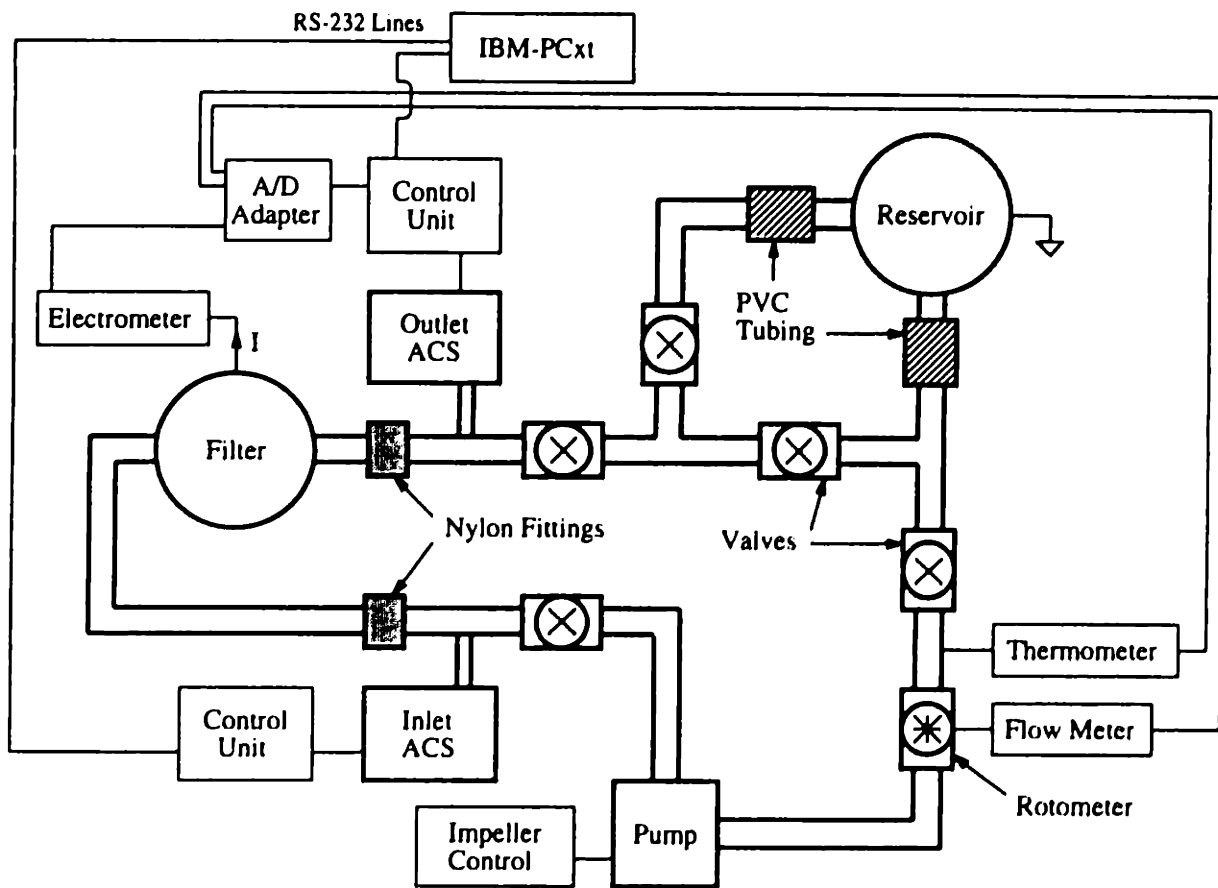 RS-232 Lines
IBM-PCxt
A/D
Adapter
Control
Unit
Reservoir
Electrometer
I
Outlet
ACS
PVC
Tubing
Filter
Nylon Fittings
Valves
Thermometer
Control
Unit
Inlet
ACS
Flow Meter
Rotometer
Impeller
Control
Pump